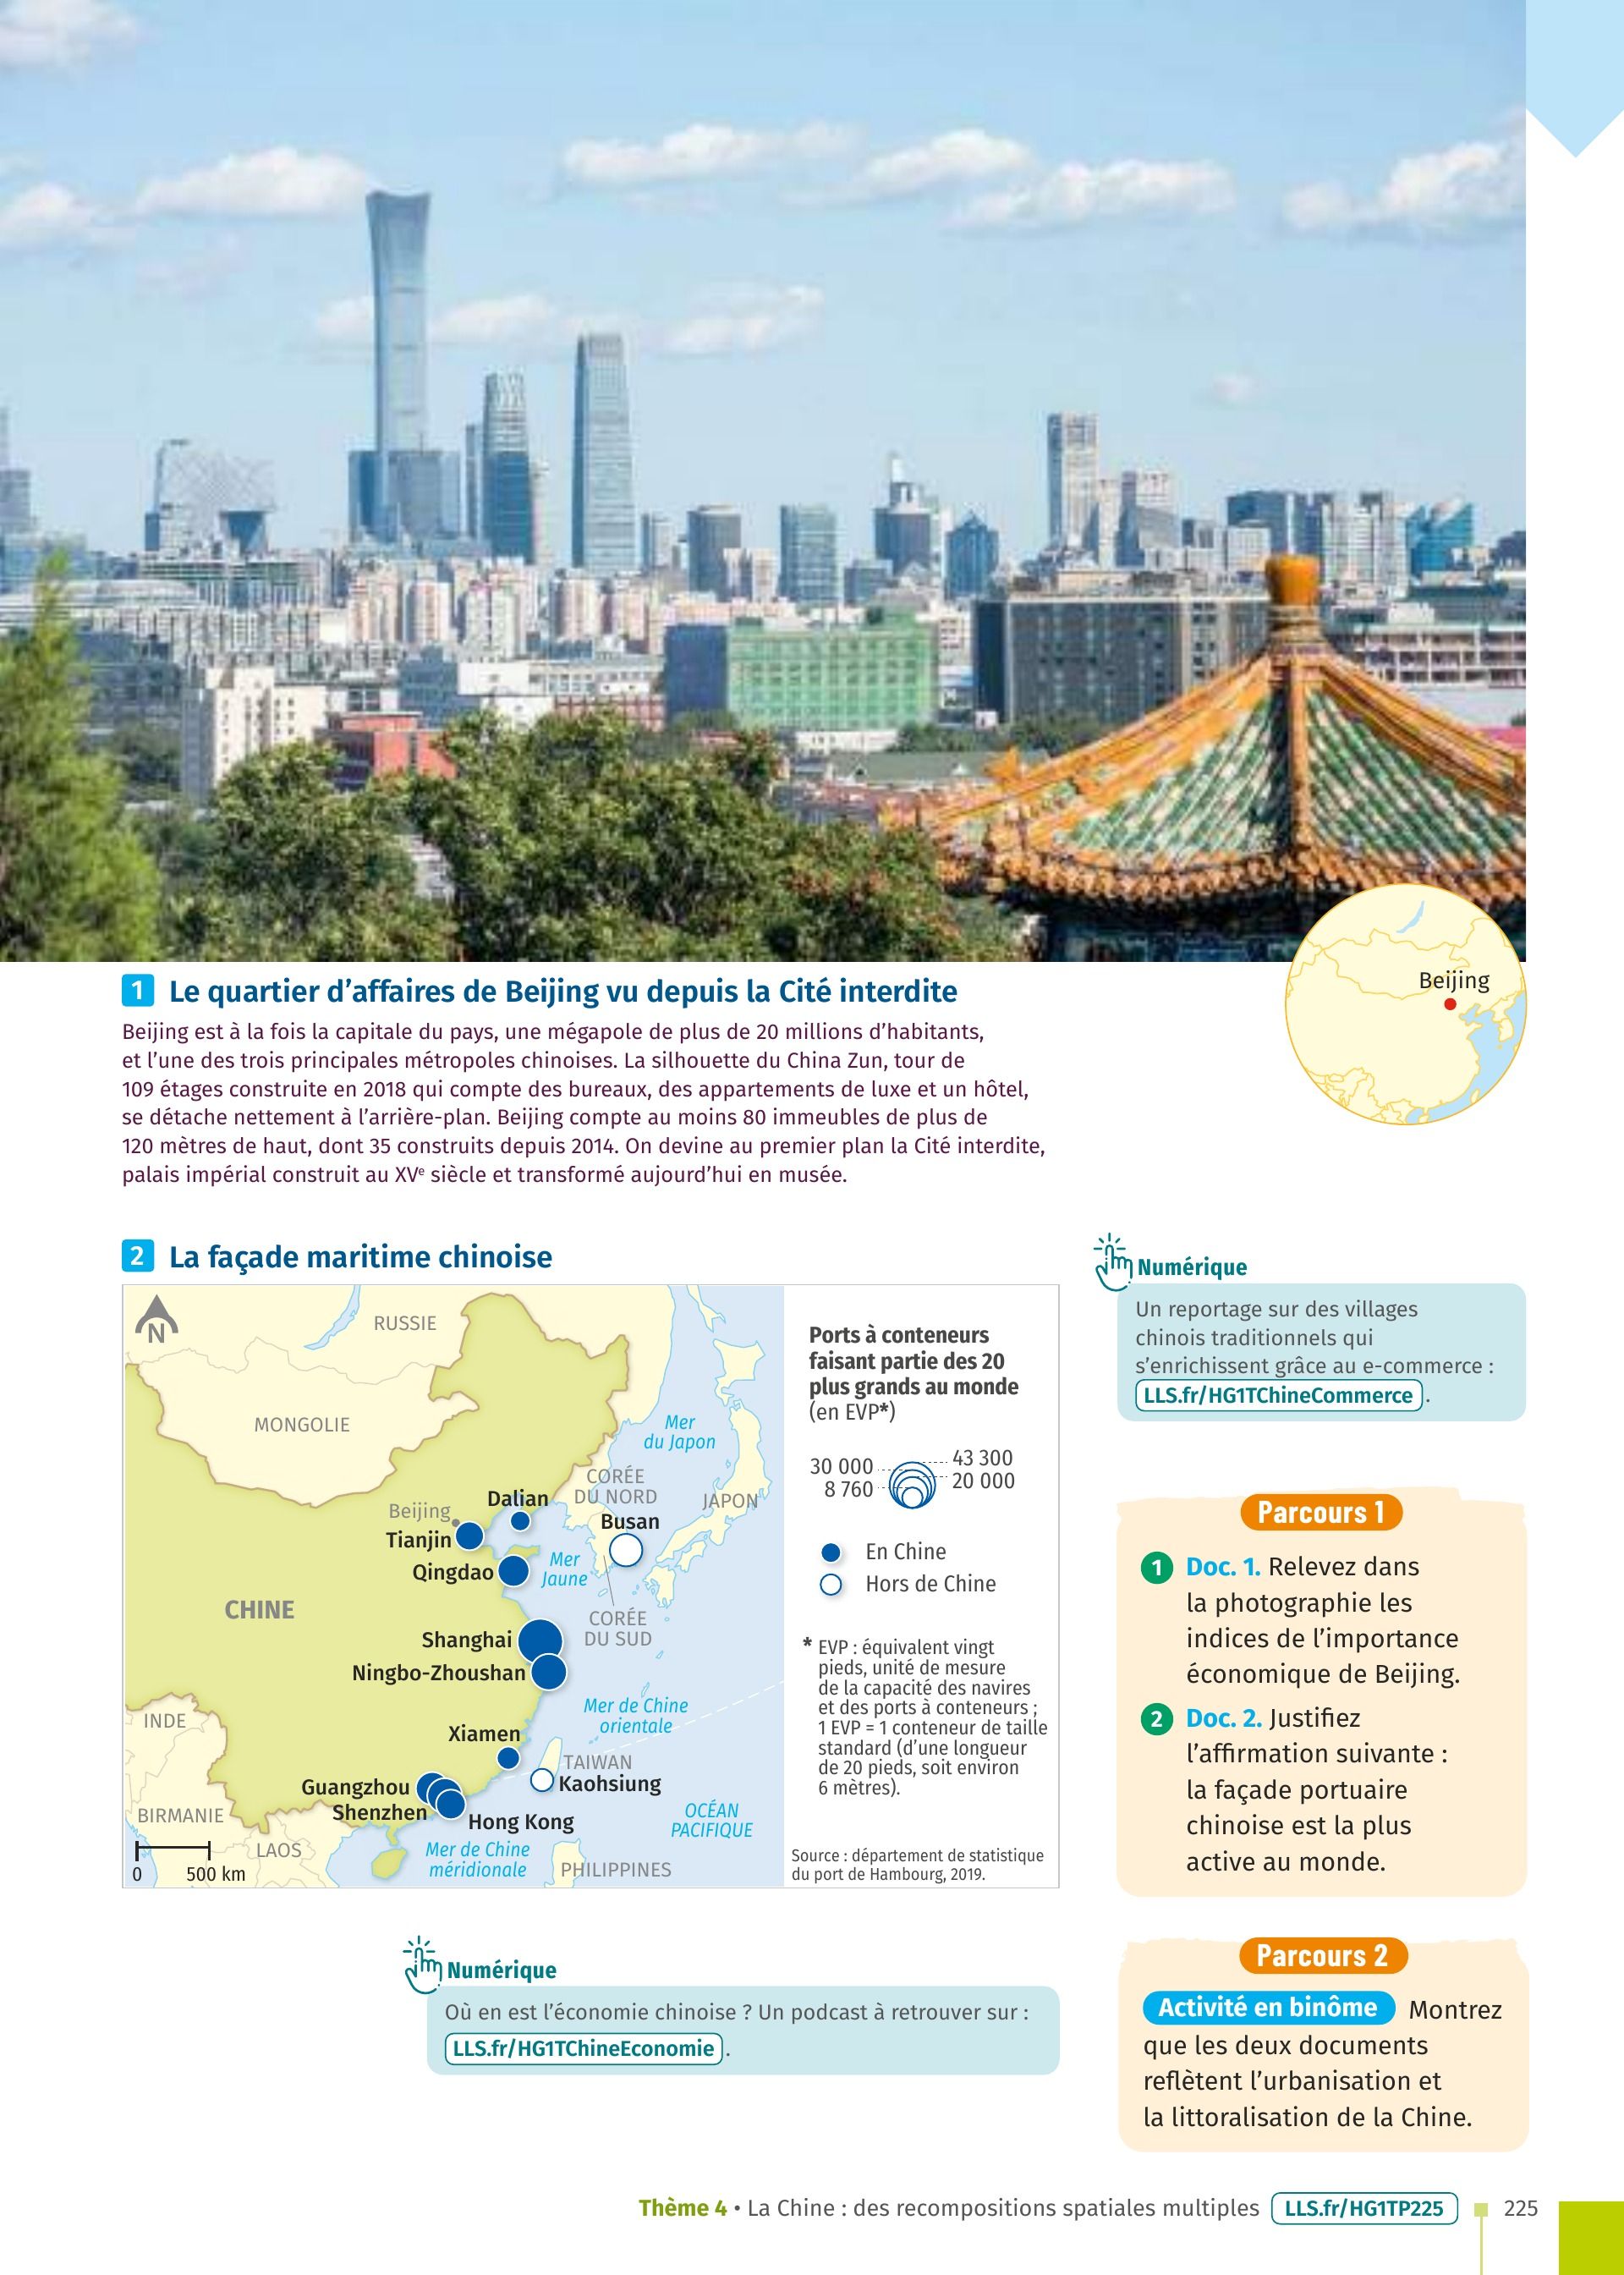 Beijing
1 Le quartier d'affaires de Beijing vu depuis la Cité interdite
Beijing est à la fois la capitale du pays, une mégapole de plus de 20 millions d'habitants,
et l'une des trois principales métropoles chinoises. La silhouette du China Zun, tour de
109 étages construite en 2018 qui compte des bureaux, des appartements de luxe et un hôtel,
se détache nettement à l'arrière-plan. Beijing compte au moins 80 immeubles de plus de
120 mètres de haut, dont 35 construits depuis 2014. On devine au premier plan la Cité interdite,
palais impérial construit au XVe siècle et transformé aujourd'hui en musée.
2 La façade maritime chinoise
N
RUSSIE
MONGOLIE
Mer
du Japon
CORÉE
DU NORD
JAPON
Dalian
Beijing
Busan
Tianjin
Qingdao
Mer
Jaune
CHINE
CORÉE
DU SUD
Shanghai
Ningbo-Zhoushan
Mer de Chine
orientale
INDE
Xiamen
TAIWAN
Kaohsiung
Guangzhou
Shenzhen
Hong Kong
BIRMANIE
OCÉAN
PACIFIQUE
LAOS
Mer de Chine
méridionale
PHILIPPINES
0 500 km
Ports à conteneurs
faisant partie des 20
plus grands au monde
(en EVP*)
30 000 43 300
8 760 20 000
En Chine
Hors de Chine
* EVP : équivalent vingt
pieds, unité de mesure
de la capacité des navires
et des ports à conteneurs ;
1 EVP = 1 conteneur de taille
standard (d'une longueur
de 20 pieds, soit environ
6 mètres).
Source : département de statistique
du port de Hambourg, 2019.
Numérique
Un reportage sur des villages
chinois traditionnels qui
s'enrichissent grâce au e-commerce :
LLS.fr/HG1TChineCommerce .
Parcours 1
1 Doc. 1. Relevez dans
la photographie les
indices de l'importance
économique de Beijing.
2 Doc. 2. Justifiez
l'affirmation suivante :
la façade portuaire
chinoise est la plus
active au monde.
Numérique
Où en est l'économie chinoise ? Un podcast à retrouver sur :
LLS.fr/HG1TChineEconomie .
Parcours 2
Activité en binôme Montrez
que les deux documents
reflètent l'urbanisation et
la littoralisation de la Chine.
Thème 4 • La Chine : des recompositions spatiales multiples LLS.fr/HG1TP225 225